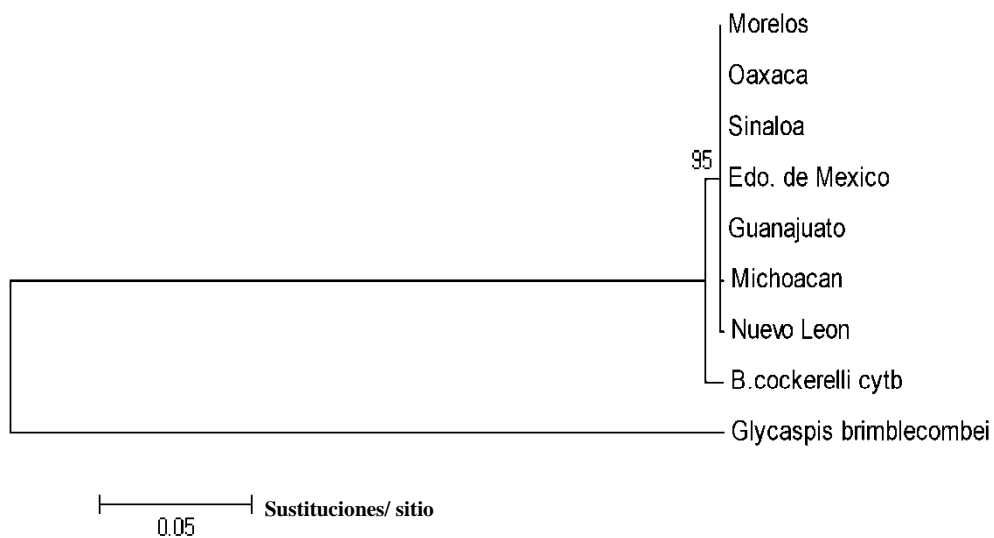 Morelos
Oaxaca
Sinaloa
95
Edo. de Mexico
Guanajuato
Michoacan
Nuevo Leon
B.cockerelli cytb
Glycaspis brimblecombei
0.05
Sustituciones/ sitio